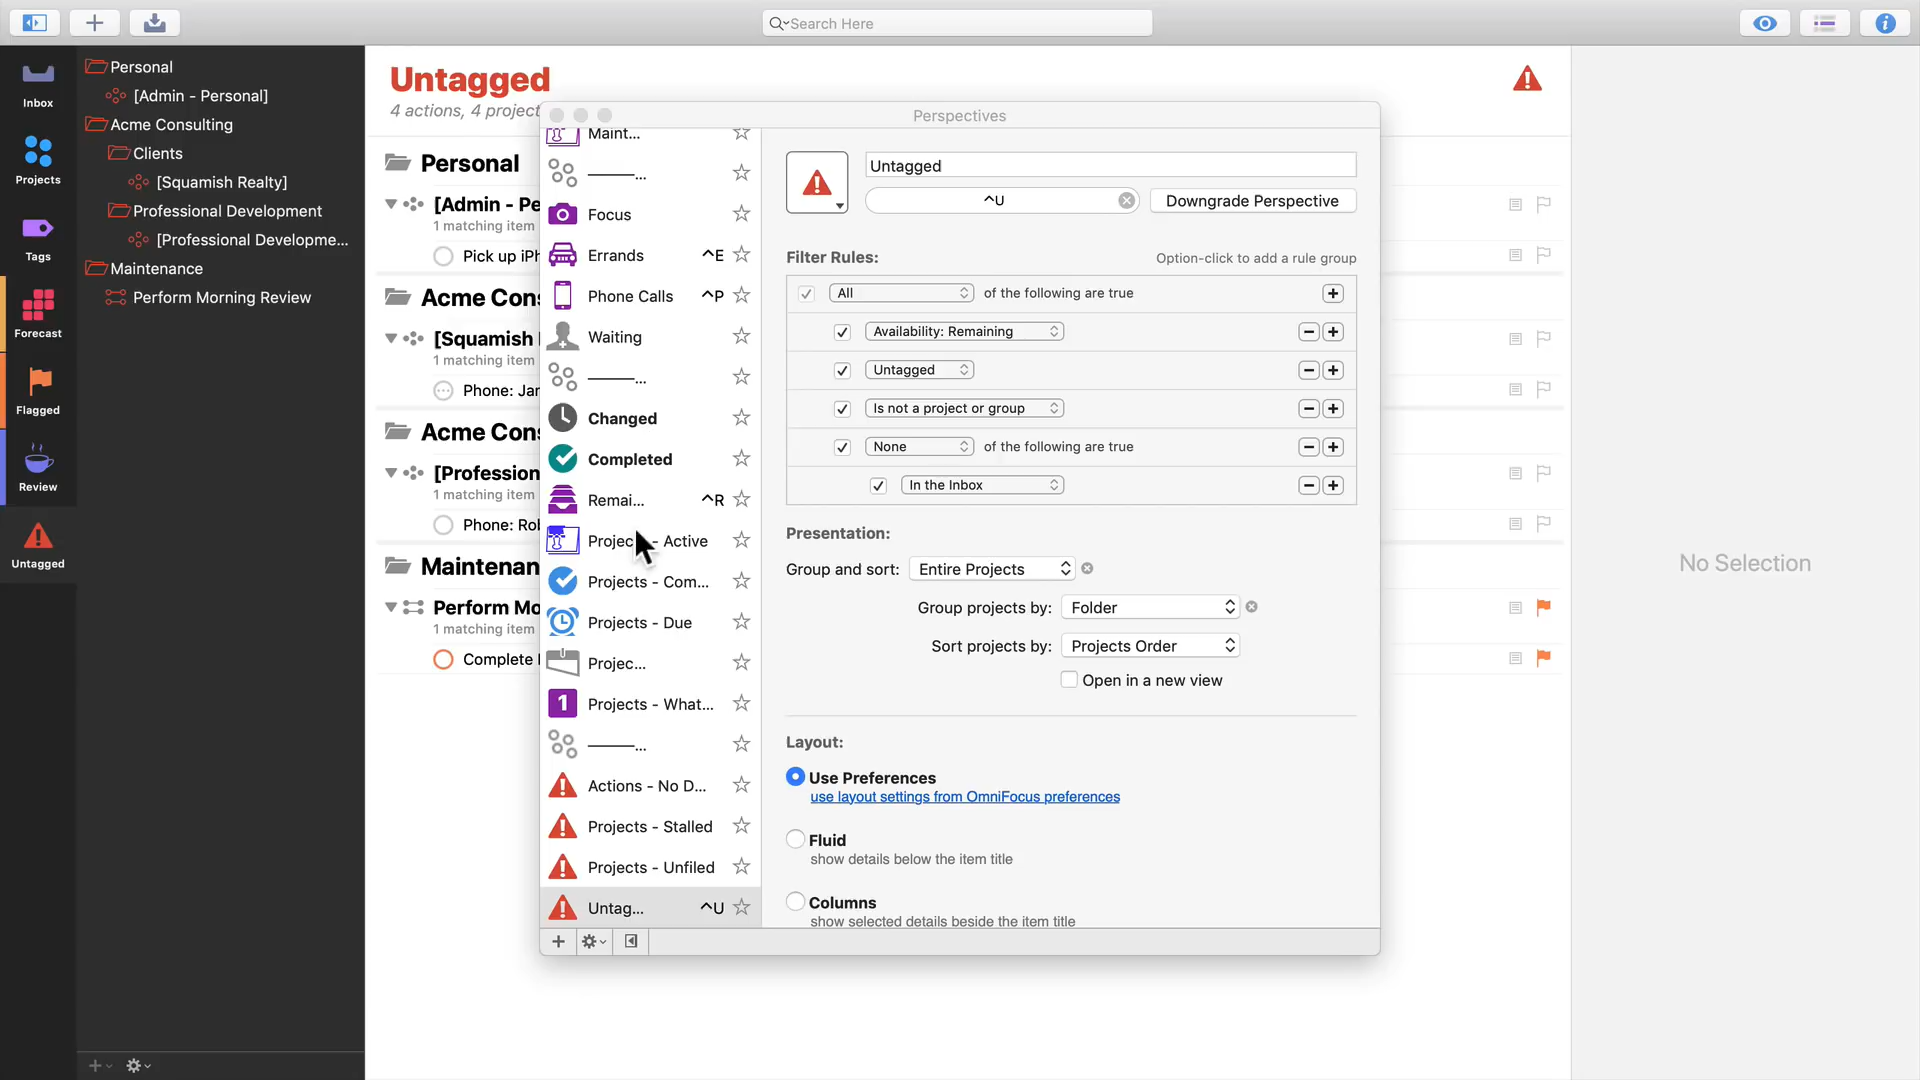 Search Here
Inbox
Projects
Tags
Forecast
Flagged
Review
Untagged
Personal
[Admin - Personal]
Acme Consulting
Clients
[Squamish Realty]
Professional Development
[Professional Developme...
Maintenance
Perform Morning Review
Untagged
4 actions, 4 project
Personal
[Admin - Pe
1 matching item
Pick up iPh
Acme Cons
[Squamish
1 matching item
Phone: Jar
Acme Cons
[Profession
1 matching item
Phone: Rob
Maintenan
Perform Mo
1 matching item
Complete
Perspectives
Maint...
———...
Focus
Errands ^E
Phone Calls ^P
Waiting
———...
Changed
Completed
Remai... ^R
Projec - Active
Projects - Com...
Projects - Due
Projec...
1 Projects - What...
———...
Actions - No D...
Projects - Stalled
Projects - Unfiled
Untag... ^U
Untagged
^U
Downgrade Perspective
Filter Rules:
Option-click to add a rule group
All of the following are true
Availability: Remaining
Untagged
Is not a project or group
None of the following are true
In the Inbox
Presentation:
Group and sort: Entire Projects
Group projects by: Folder
Sort projects by: Projects Order
Open in a new view
Layout:
Use Preferences
use layout settings from OmniFocus preferences
Fluid
show details below the item title
Columns
show selected details beside the item title
No Selection